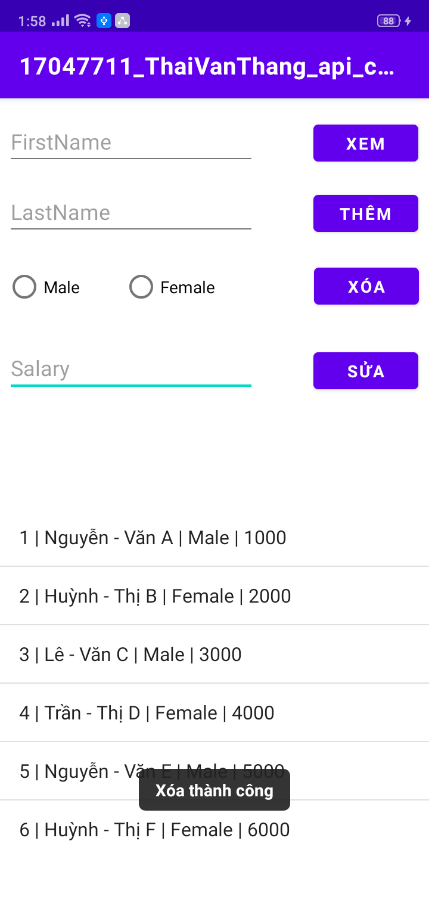 1:58 88
17047711_ThaiVanThang_api_c...
FirstName XEM
LastName THÊM
Male Female XÓA
Salary SỬA
1 | Nguyễn - Văn A | Male | 1000
2 | Huỳnh - Thị B | Female | 2000
3 | Lê - Văn C | Male | 3000
4 | Trần - Thị D | Female | 4000
5 | Nguyễn - Văn E | Male | 5000
Xóa thành công
6 | Huỳnh - Thị F | Female | 6000